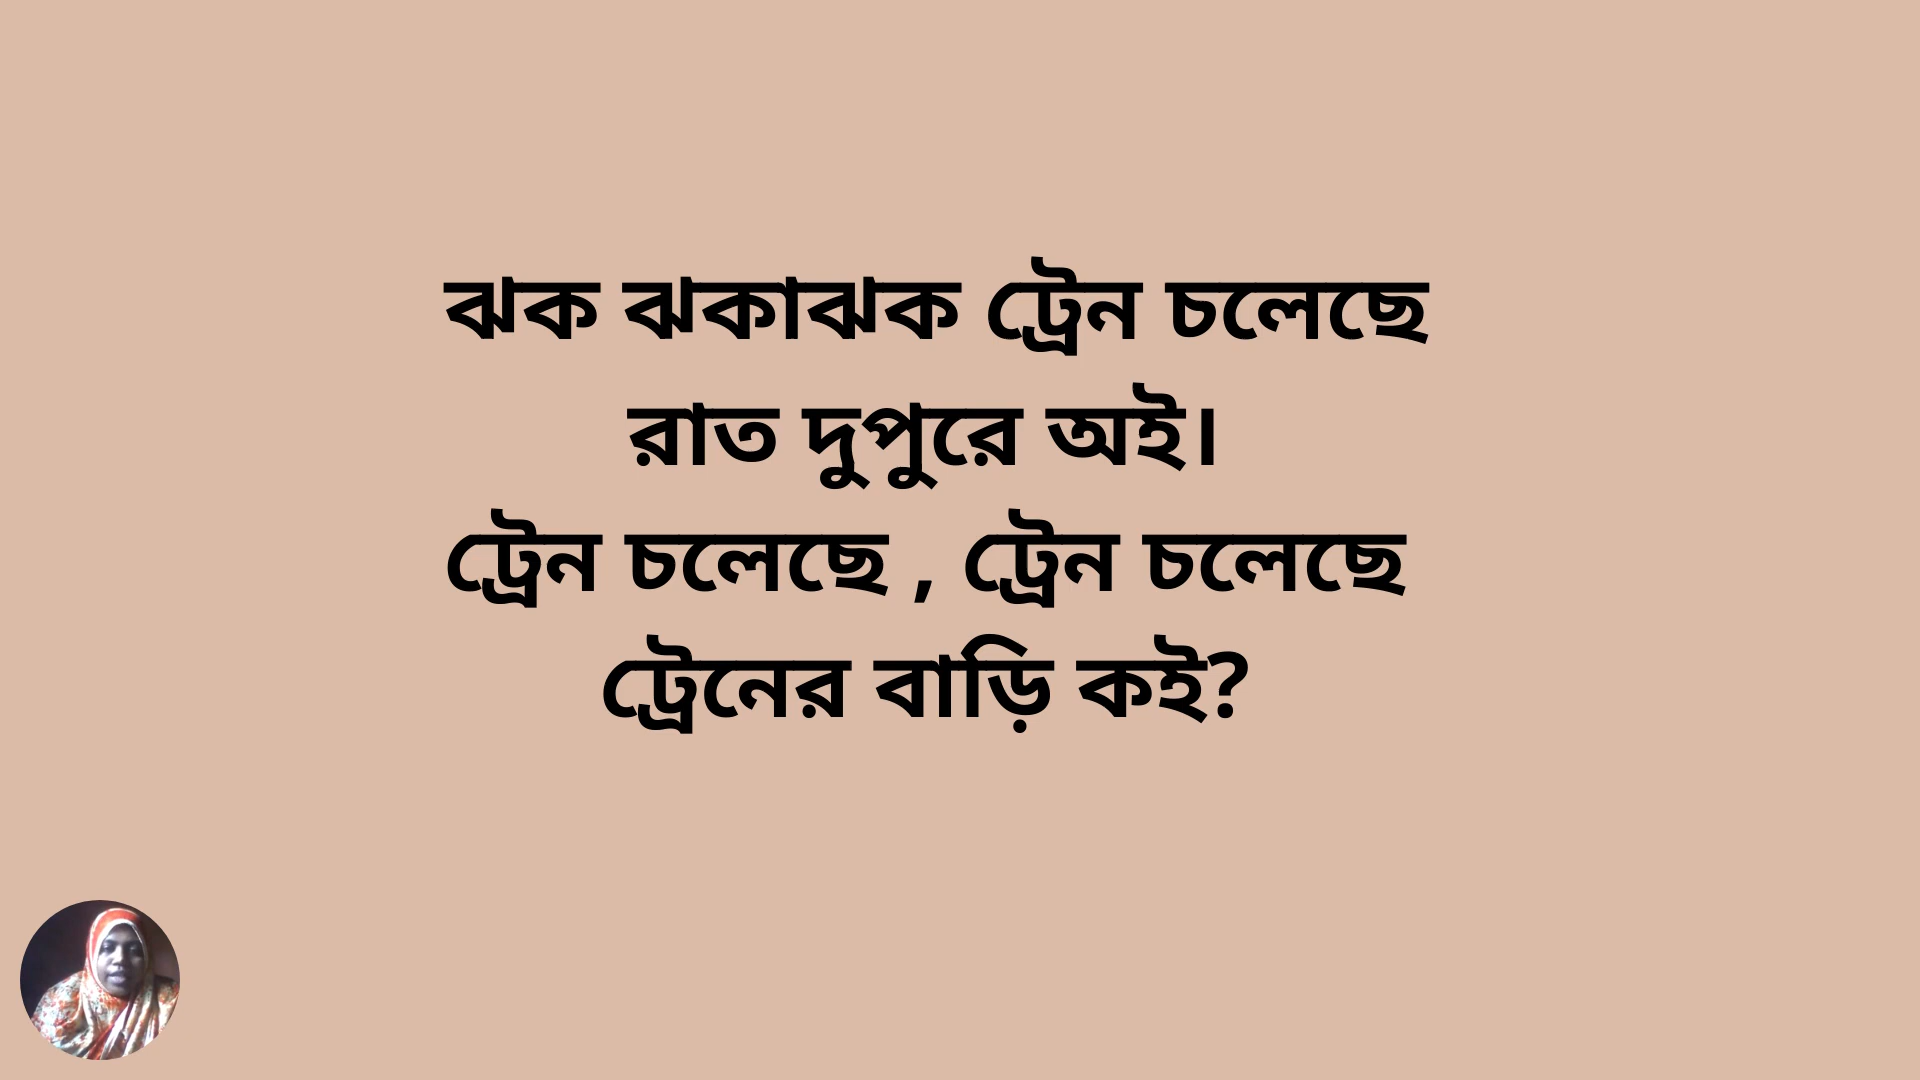 ঝক ঝকাঝক ট্রেন চলেছে
রাত দুপুরে অই।
ট্রেন চলেছে , ট্রেন চলেছে
ট্রেনের বাড়ি কই?